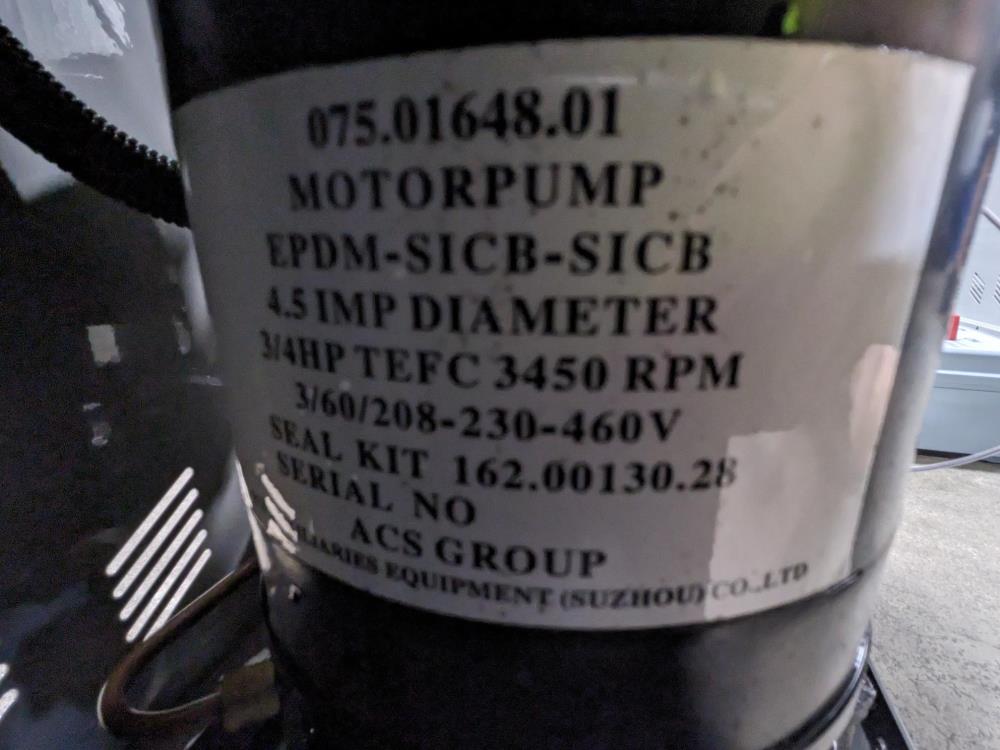 075.01648.01
MOTORPUMP
EPDM-SICB-SICB
4.5 IMP DIAMETER
3/4HP TEFC 3450 RPM
3/60/208-230-460V
SEAL KIT 162.00130.28
SERIAL NO
ACS GROUP
EQUIPMENT (SUZHOU) CO.,LTD